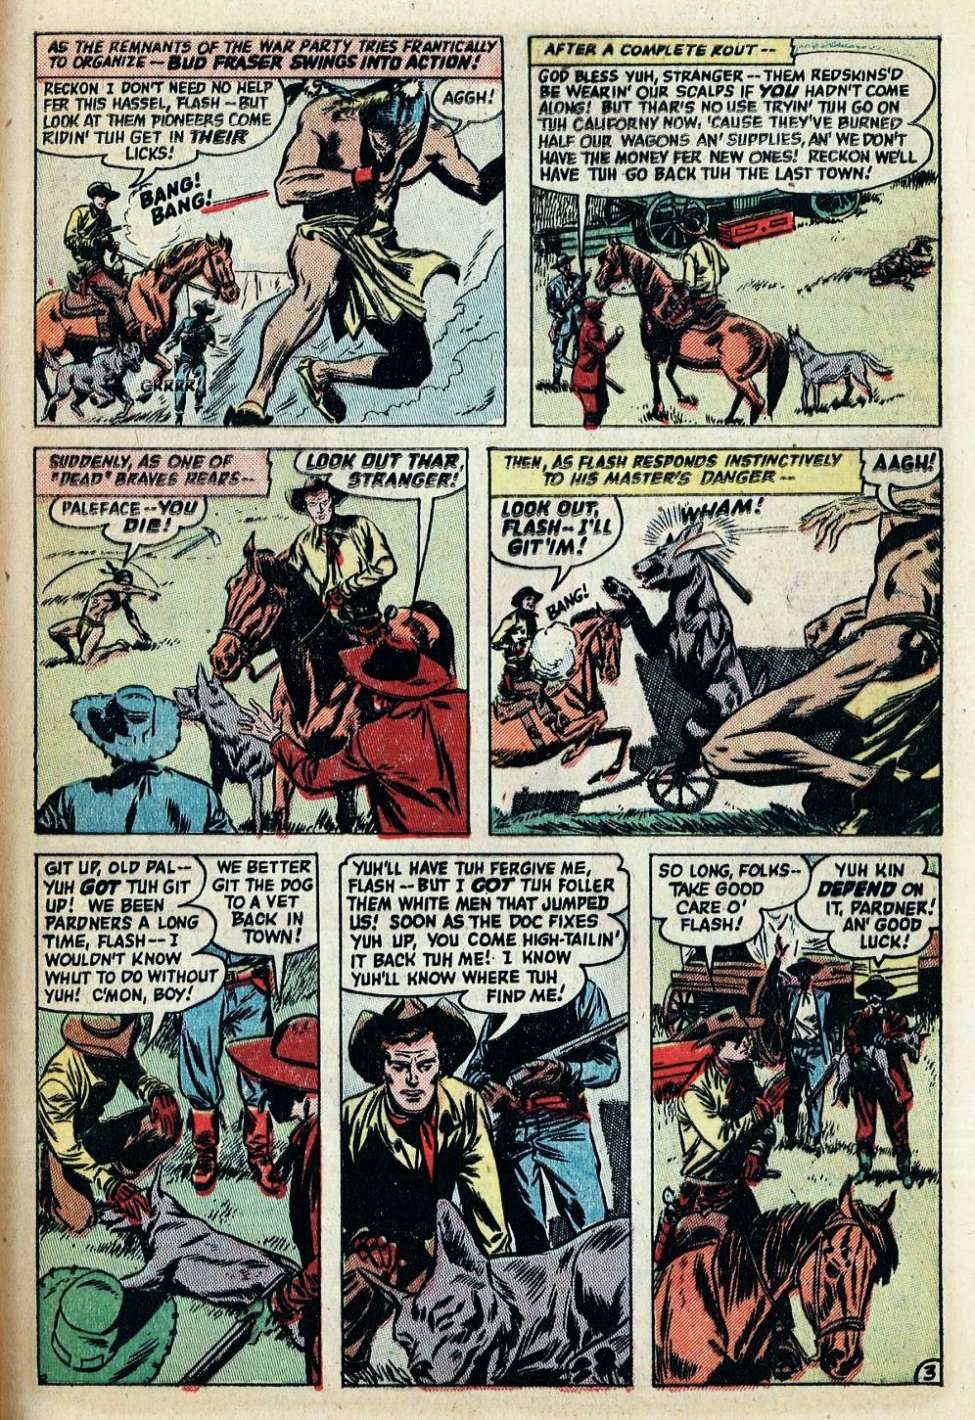 AS THE REMNANTS OF THE WAR PARTY TRIES FRANTICALLY
TO ORGANIZE -- BUD FRASER SWINGS INTO ACTION!
RECKON I DON'T NEED NO HELP
FER THIS HASSEL, FLASH -- BUT
LOOK AT THEM PIONEERS COME
RIDIN' TUH GET IN THEIR
LICKS!
AGGH!
BANG!
BANG!
GRRRR!
AFTER A COMPLETE ROUT --
GOD BLESS YUH, STRANGER -- THEM REDSKINS'D
BE WEARIN' OUR SCALPS IF YOU HADN'T COME
ALONG! BUT THAR'S NO USE TRYIN' TUH GO ON
TUH CALIFORNY NOW, 'CAUSE THEY'VE BURNED
HALF OUR WAGONS AN' SUPPLIES, AN' WE DON'T
HAVE THE MONEY FER NEW ONES! RECKON WE'LL
HAVE TUH GO BACK TUH THE LAST TOWN!
SUDDENLY, AS ONE OF
"DEAD" BRAVES REARS --
PALEFACE -- YOU
DIE!
LOOK OUT THAR,
STRANGER!
THEN, AS FLASH RESPONDS INSTINCTIVELY
TO HIS MASTER'S DANGER --
LOOK OUT,
FLASH -- I'LL
GIT 'IM!
BANG!
WHAM!
AAGH!
GIT UP, OLD PAL --
YUH GOT TUH GIT
UP! WE BEEN
PARDNERS A LONG
TIME, FLASH -- I
WOULDN'T KNOW
WHUT TO DO WITHOUT
YUH! C'MON, BOY!
WE BETTER
GIT THE DOG
TO A VET
BACK IN
TOWN!
YUH'LL HAVE TUH FERGIVE ME,
FLASH -- BUT I GOT TUH FOLLER
THEM WHITE MEN THAT JUMPED
US! SOON AS THE DOC FIXES
YUH UP, YOU COME HIGH-TAILIN'
IT BACK TUH ME! I KNOW
YUH'LL KNOW WHERE TUH
FIND ME!
SO LONG, FOLKS --
TAKE GOOD
CARE O'
FLASH!
YUH KIN
DEPEND ON
IT, PARDNER!
AN' GOOD
LUCK!
3